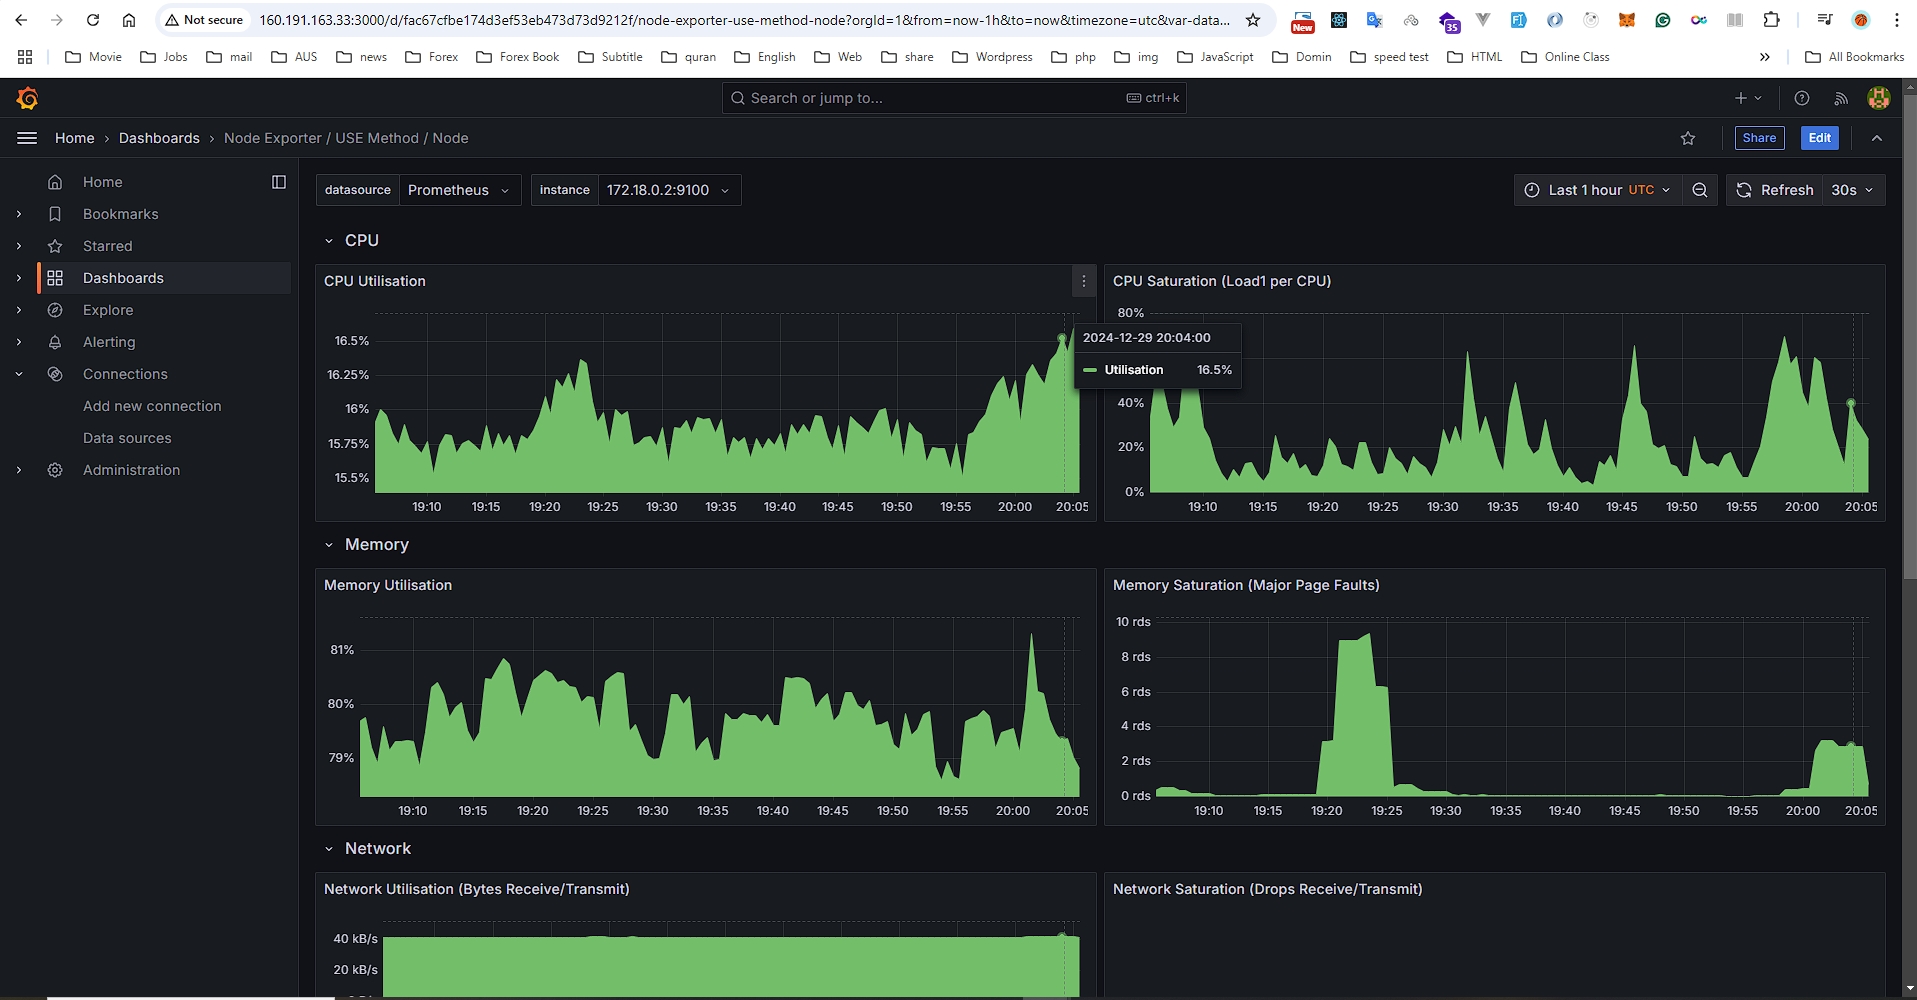 Not secure
160.191.163.33:3000/d/fac67cfbe174d3ef53eb473d73d9212f/node-exporter-use-method-node?orgId=1&from=now-1h&to=now&timezone=utc&var-data...
New
35
Movie
Jobs
mail
AUS
news
Forex
Forex Book
Subtitle
quran
English
Web
share
Wordpress
php
img
JavaScript
Domin
speed test
HTML
Online Class
»
All Bookmarks
Search or jump to...
ctrl+k
Home › Dashboards › Node Exporter / USE Method / Node
Share
Edit
Home
Bookmarks
Starred
Dashboards
Explore
Alerting
Connections
Add new connection
Data sources
Administration
datasource
Prometheus
instance
172.18.0.2:9100
Last 1 hour UTC
Refresh
30s
CPU
CPU Utilisation
16.5%
16.25%
16%
15.75%
15.5%
19:10 19:15 19:20 19:25 19:30 19:35 19:40 19:45 19:50 19:55 20:00 20:05
2024-12-29 20:04:00
Utilisation 16.5%
CPU Saturation (Load1 per CPU)
80%
40%
20%
0%
19:10 19:15 19:20 19:25 19:30 19:35 19:40 19:45 19:50 19:55 20:00 20:05
Memory
Memory Utilisation
81%
80%
79%
19:10 19:15 19:20 19:25 19:30 19:35 19:40 19:45 19:50 19:55 20:00 20:05
Memory Saturation (Major Page Faults)
10 rds
8 rds
6 rds
4 rds
2 rds
0 rds
19:10 19:15 19:20 19:25 19:30 19:35 19:40 19:45 19:50 19:55 20:00 20:05
Network
Network Utilisation (Bytes Receive/Transmit)
40 kB/s
20 kB/s
Network Saturation (Drops Receive/Transmit)